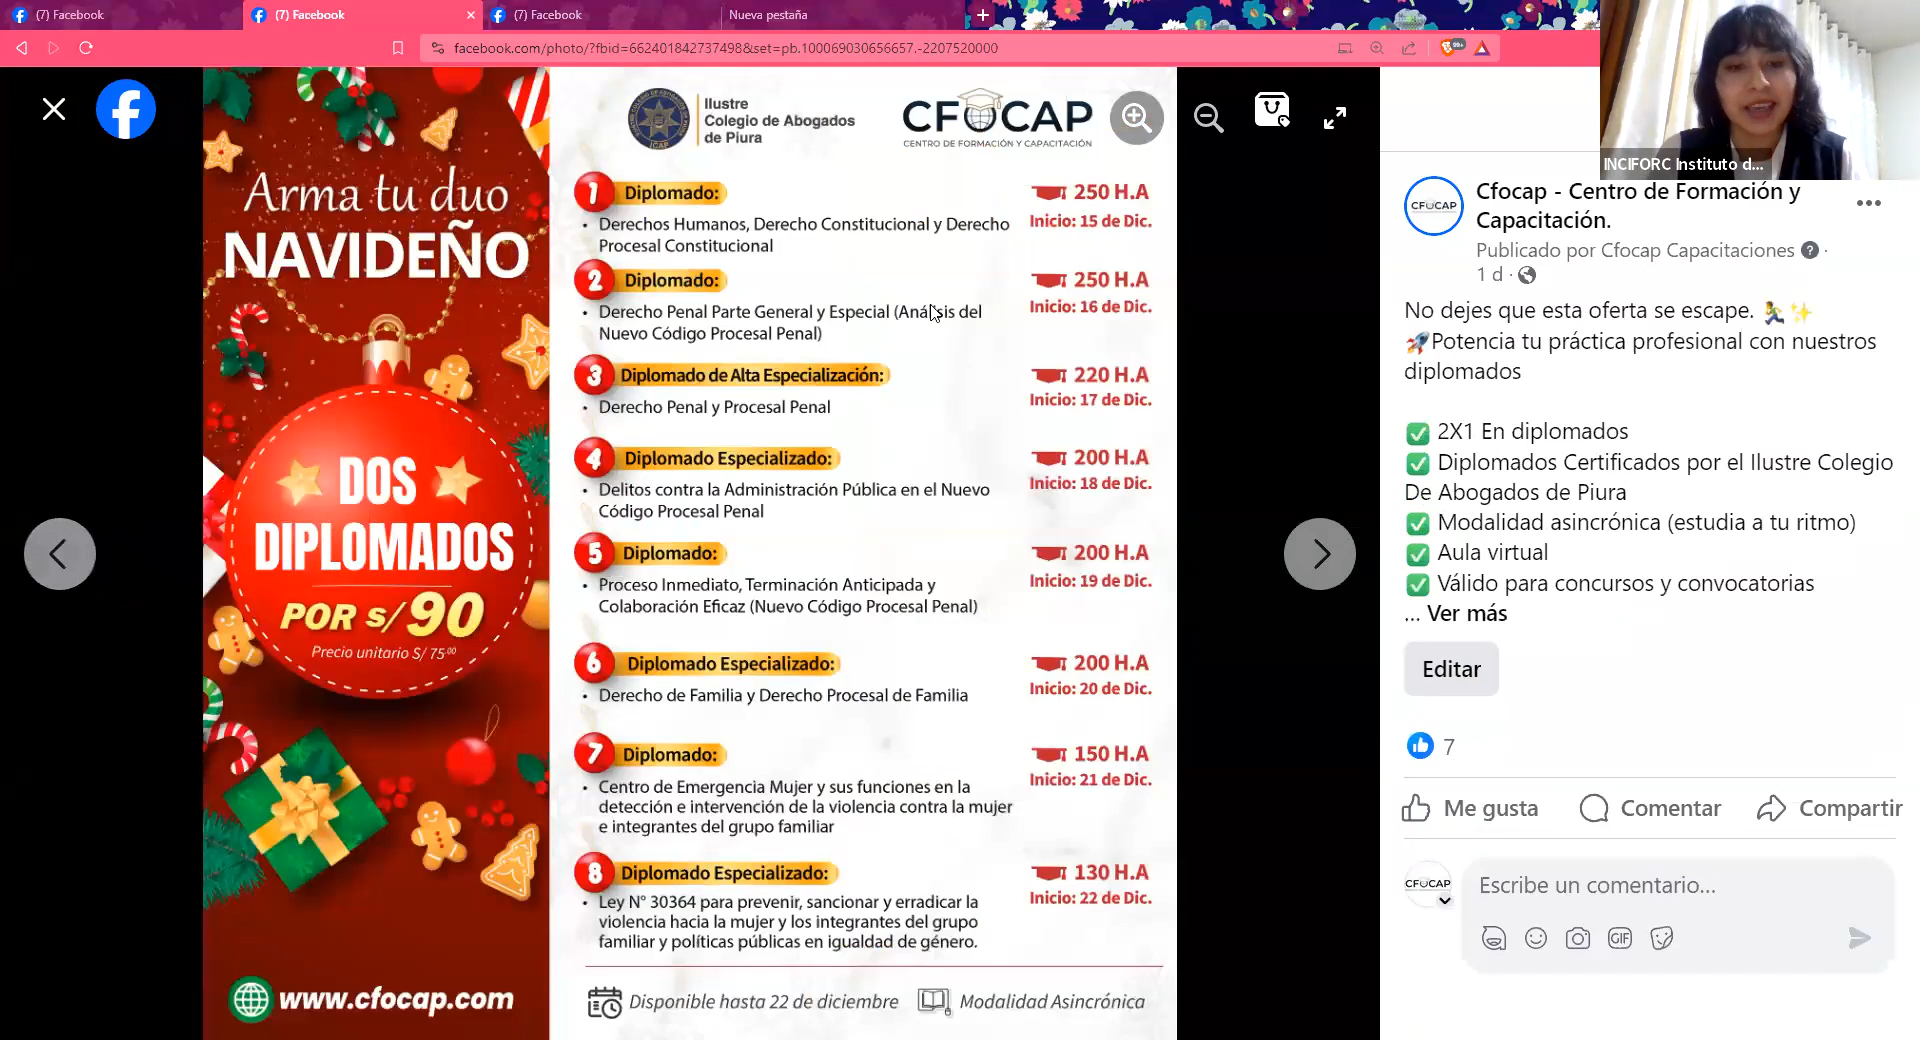 (7) Facebook
(7) Facebook
(7) Facebook
Nueva pestaña
facebook.com/photo/?fbid=662401842737498&set=pb.100069030656657.-2207520000
99+
INCIFORC Instituto d...
Arma tu duo
NAVIDEÑO
DOS
DIPLOMADOS
POR s/90
Precio unitario S/ 75.00
www.cfocap.com
Ilustre
Colegio de Abogados
de Piura
ICAP
CFOCAP
CENTRO DE FORMACIÓN Y CAPACITACIÓN
1 Diplomado: 250 H.A
Inicio: 15 de Dic.
• Derechos Humanos, Derecho Constitucional y Derecho
Procesal Constitucional
2 Diplomado: 250 H.A
Inicio: 16 de Dic.
• Derecho Penal Parte General y Especial (Análisis del
Nuevo Código Procesal Penal)
3 Diplomado de Alta Especialización: 220 H.A
Inicio: 17 de Dic.
• Derecho Penal y Procesal Penal
4 Diplomado Especializado: 200 H.A
Inicio: 18 de Dic.
• Delitos contra la Administración Pública en el Nuevo
Código Procesal Penal
5 Diplomado: 200 H.A
Inicio: 19 de Dic.
• Proceso Inmediato, Terminación Anticipada y
Colaboración Eficaz (Nuevo Código Procesal Penal)
6 Diplomado Especializado: 200 H.A
Inicio: 20 de Dic.
• Derecho de Familia y Derecho Procesal de Familia
7 Diplomado: 150 H.A
Inicio: 21 de Dic.
• Centro de Emergencia Mujer y sus funciones en la
detección e intervención de la violencia contra la mujer
e integrantes del grupo familiar
8 Diplomado Especializado: 130 H.A
Inicio: 22 de Dic.
• Ley N° 30364 para prevenir, sancionar y erradicar la
violencia hacia la mujer y los integrantes del grupo
familiar y políticas públicas en igualdad de género.
Disponible hasta 22 de diciembre
Modalidad Asincrónica
CFOCAP
Cfocap - Centro de Formación y
Capacitación.
Publicado por Cfocap Capacitaciones ·
1 d ·
No dejes que esta oferta se escape. 🏃‍♂️✨
🚀Potencia tu práctica profesional con nuestros
diplomados
✅ 2X1 En diplomados
✅ Diplomados Certificados por el Ilustre Colegio
De Abogados de Piura
✅ Modalidad asincrónica (estudia a tu ritmo)
✅ Aula virtual
✅ Válido para concursos y convocatorias
... Ver más
Editar
7
Me gusta
Comentar
Compartir
CFOCAP
Escribe un comentario...
GIF